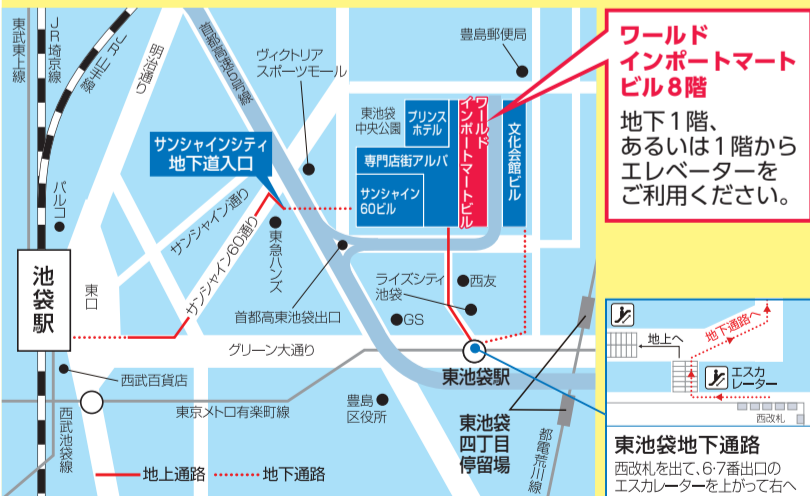 東武東上線
JR埼京線
JR山手線
明治通り
首都高速5号線
ヴィクトリア
スポーツモール
豊島郵便局
サンシャインシティ
地下道入口
東池袋
中央公園
プリンス
ホテル
専門店街アルパ
サンシャイン
60ビル
ワールド
インポートマートビル
文化会館ビル
ワールド
インポートマート
ビル8階
地下1階、
あるいは1階から
エレベーターを
ご利用ください。
パルコ
サンシャイン通り
サンシャイン60通り
東急ハンズ
池袋駅
東口
首都高東池袋出口
ライズシティ
池袋
西友
GS
グリーン大通り
東池袋駅
西武百貨店
東京メトロ有楽町線
豊島
区役所
東池袋
四丁目
停留場
都電荒川線
西武池袋線
地上通路
地下通路
地上へ
地下通路へ
エスカ
レーター
西改札
東池袋地下通路
西改札を出て、6・7番出口の
エスカレーターを上がって右へ